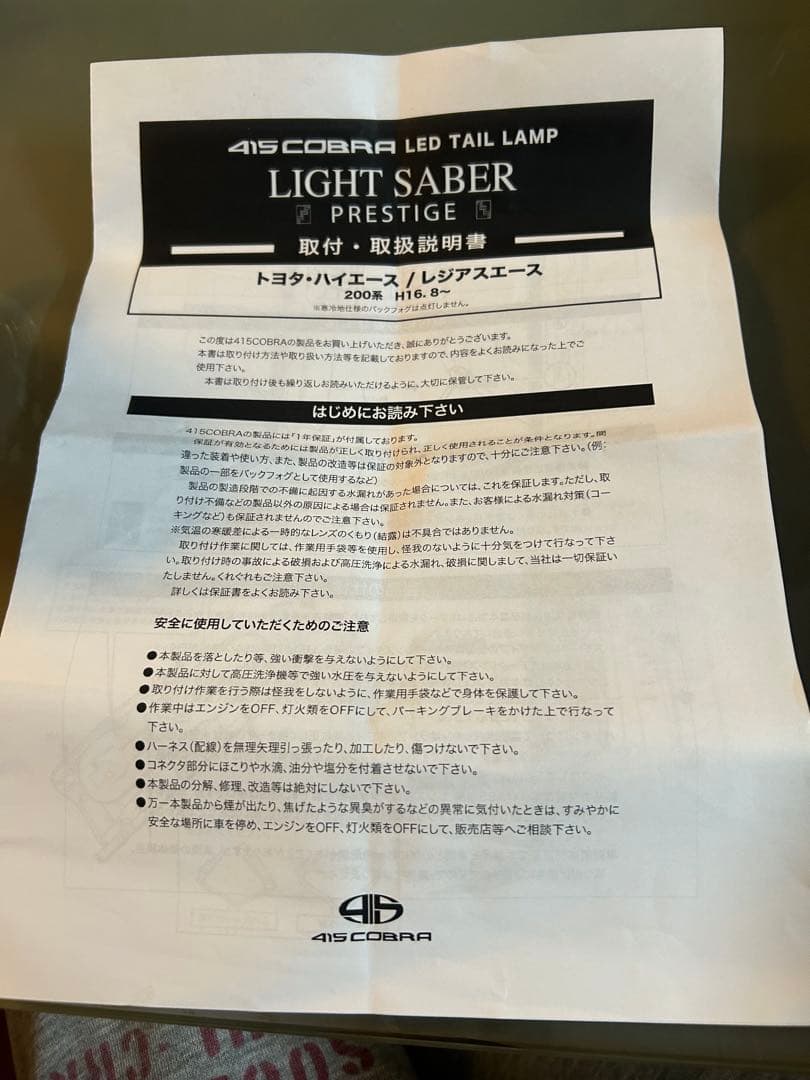 415COBRA LED TAIL LAMP
LIGHT SABER
PRESTIGE
取付・取扱説明書
トヨタ・ハイエース / レジアスエース
200系 H16. 8〜
※寒冷地仕様のバックフォグは点灯しません。
この度は415COBRAの製品をお買い上げいただき、誠にありがとうございます。
本書は取り付け方法や取り扱い方法等を記載しておりますので、内容をよくお読みになった上でご
使用下さい。
本書は取り付け後も繰り返しお読みいただけるように、大切に保管して下さい。
はじめにお読み下さい
415COBRAの製品には「1年保証」が付属しております。
保証が有効となるためには製品が正しく取り付けられ、正しく使用されることが条件となります。間
違った装着や使い方、また、製品の改造等は保証の対象外となりますので、十分にご注意下さい。(例:
製品の一部をバックフォグとして使用するなど)
製品の製造段階での不備に起因する水漏れがあった場合については、これを保証します。ただし、取
り付け不備などの製品以外の原因による場合は保証されません。また、お客様による水漏れ対策(コー
キングなど)も保証されませんのでご注意下さい。
※気温の寒暖差による一時的なレンズのくもり(結露)は不具合ではありません。
取り付け作業に関しては、作業用手袋等を使用し、怪我のないように十分気をつけて行なって下さ
い。取り付け時の事故による破損および高圧洗浄による水漏れ、破損に関しまして、当社は一切保証い
たしません。くれぐれもご注意下さい。
詳しくは保証書をよくお読み下さい。
安全に使用していただくためのご注意
●本製品を落としたり等、強い衝撃を与えないようにして下さい。
●本製品に対して高圧洗浄機等で強い水圧を与えないようにして下さい。
●取り付け作業を行う際は怪我をしないように、作業用手袋などで身体を保護して下さい。
●作業中はエンジンをOFF、灯火類をOFFにして、パーキングブレーキをかけた上で行なって
下さい。
●ハーネス(配線)を無理矢理引っ張ったり、加工したり、傷つけないで下さい。
●コネクタ部分にほこりや水滴、油分や塩分を付着させないで下さい。
●本製品の分解、修理、改造等は絶対にしないで下さい。
●万一本製品から煙が出たり、焦げたような異臭がするなどの異常に気付いたときは、すみやかに
安全な場所に車を停め、エンジンをOFF、灯火類をOFFにして、販売店等へご相談下さい。
415
415COBRA